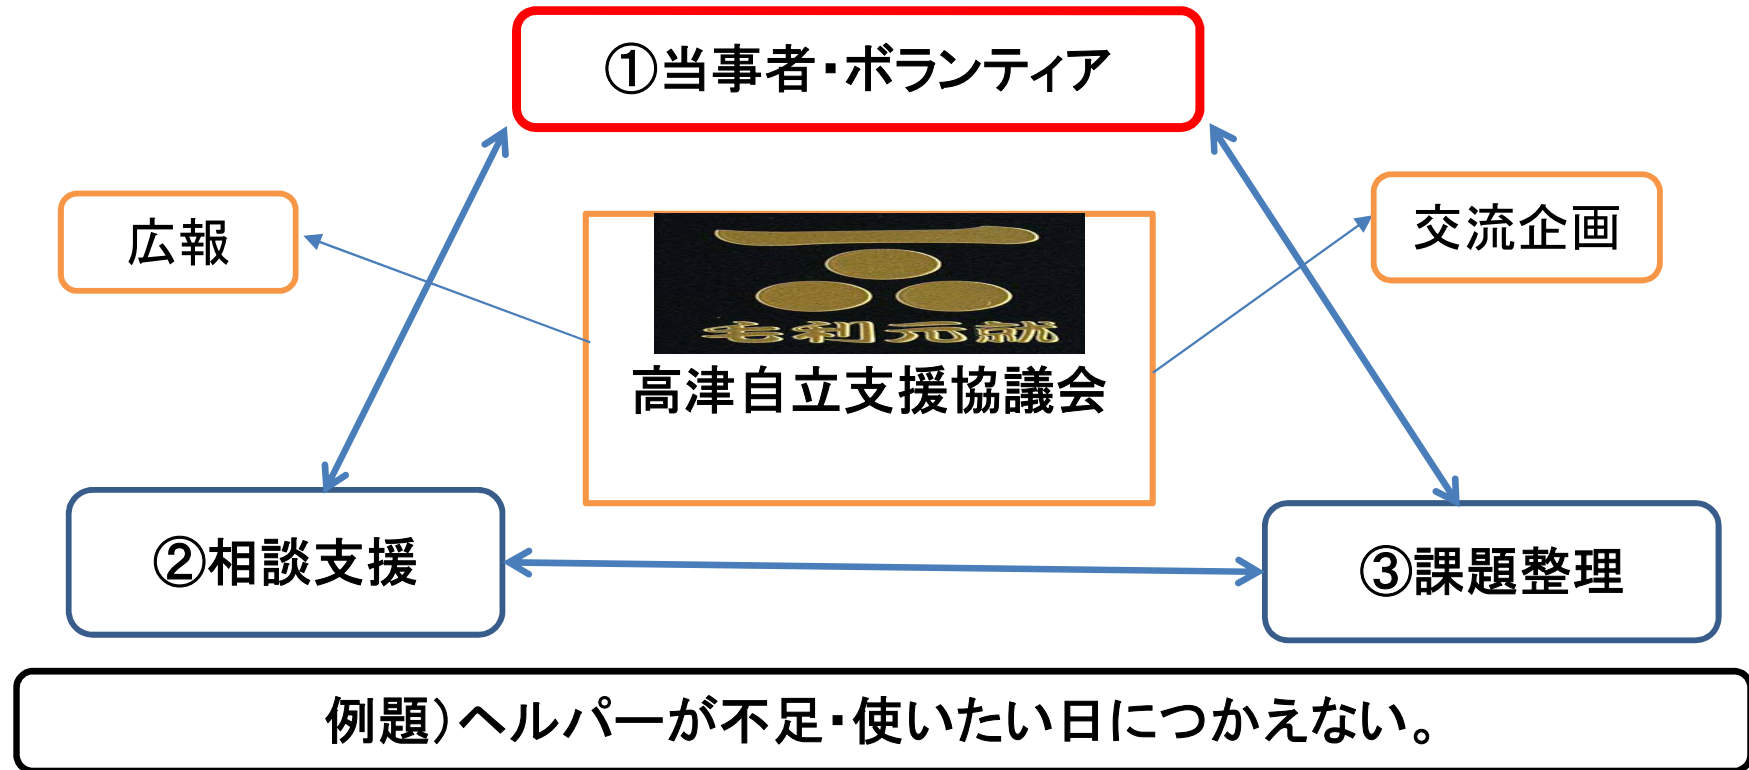 ①当事者・ボランティア
広報
交流企画
毛利元就
高津自立支援協議会
②相談支援
③課題整理
例題）ヘルパーが不足・使いたい日につかえない。